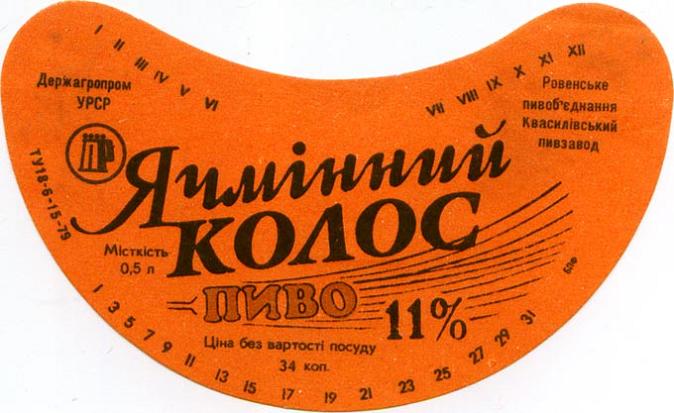 I II III IV V VI
VII VIII IX X XI XII
Держагропром
УРСР
Ровенське
пивоб'єднання
Квасилівський
пивзавод
ПР
ТУ18-6-15-79
Ячмінний
КОЛОС
Місткість
0,5 л
ПИВО
11%
Ціна без вартості посуду
34 коп.
1 3 5 7 9 11 13 15 17 19 21 23 25 27 29 31